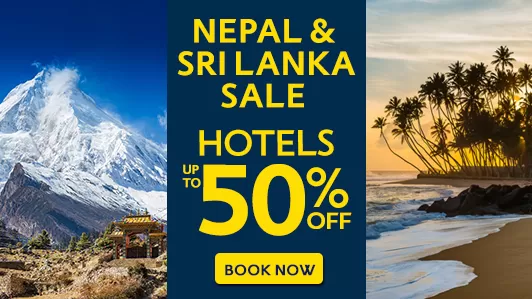 NEPAL &
SRI LANKA
SALE
HOTELS
UP
TO
50%
OFF
BOOK NOW